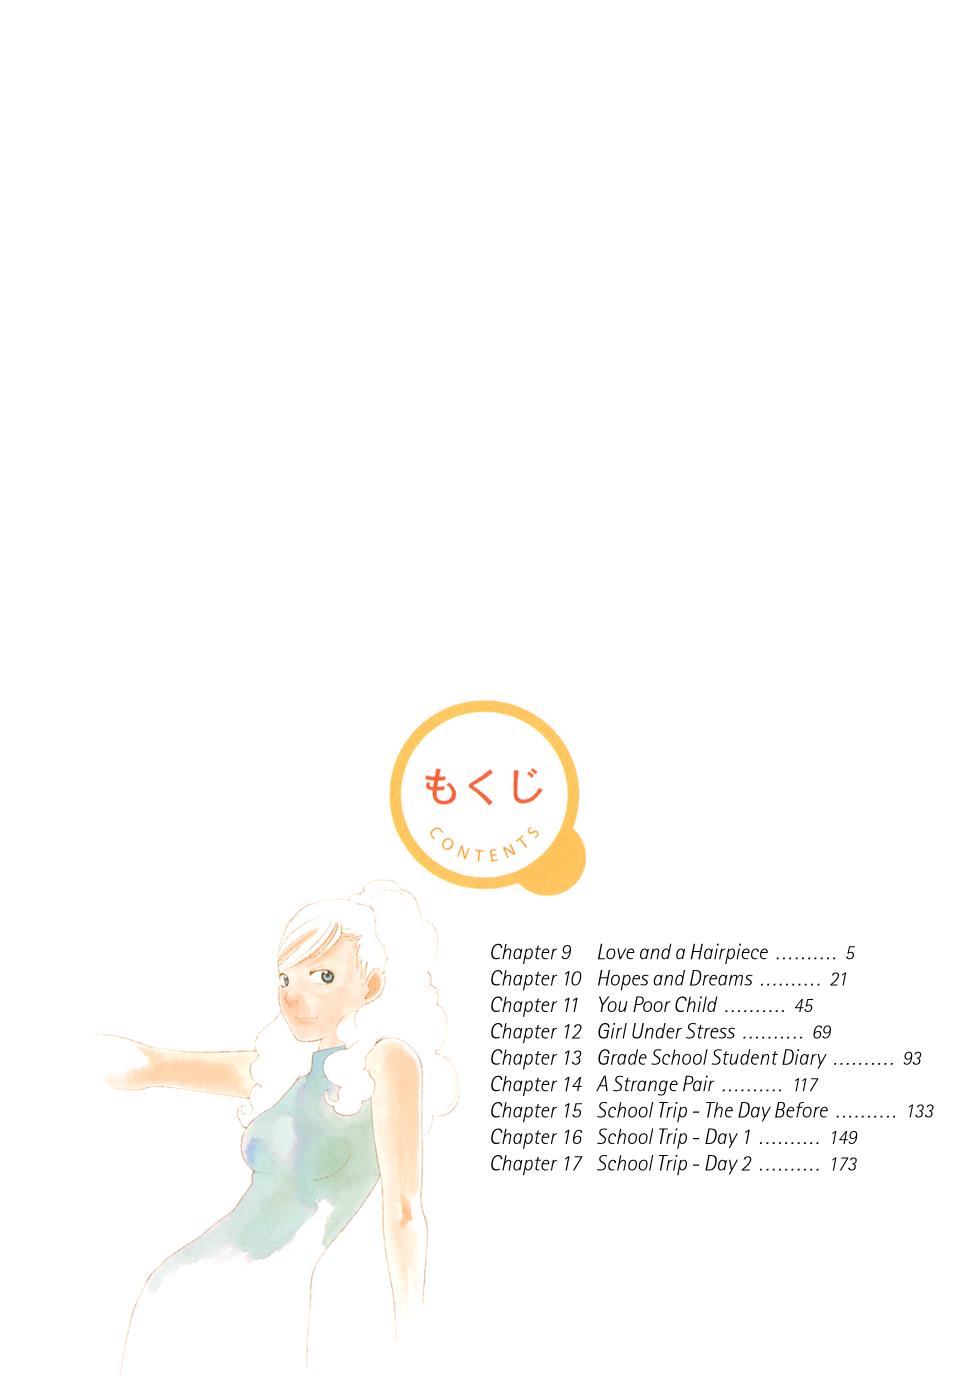 もくじ
CONTENTS
Chapter 9 Love and a Hairpiece .......... 5
Chapter 10 Hopes and Dreams .......... 21
Chapter 11 You Poor Child .......... 45
Chapter 12 Girl Under Stress .......... 69
Chapter 13 Grade School Student Diary .......... 93
Chapter 14 A Strange Pair .......... 117
Chapter 15 School Trip - The Day Before .......... 133
Chapter 16 School Trip - Day 1 .......... 149
Chapter 17 School Trip - Day 2 .......... 173